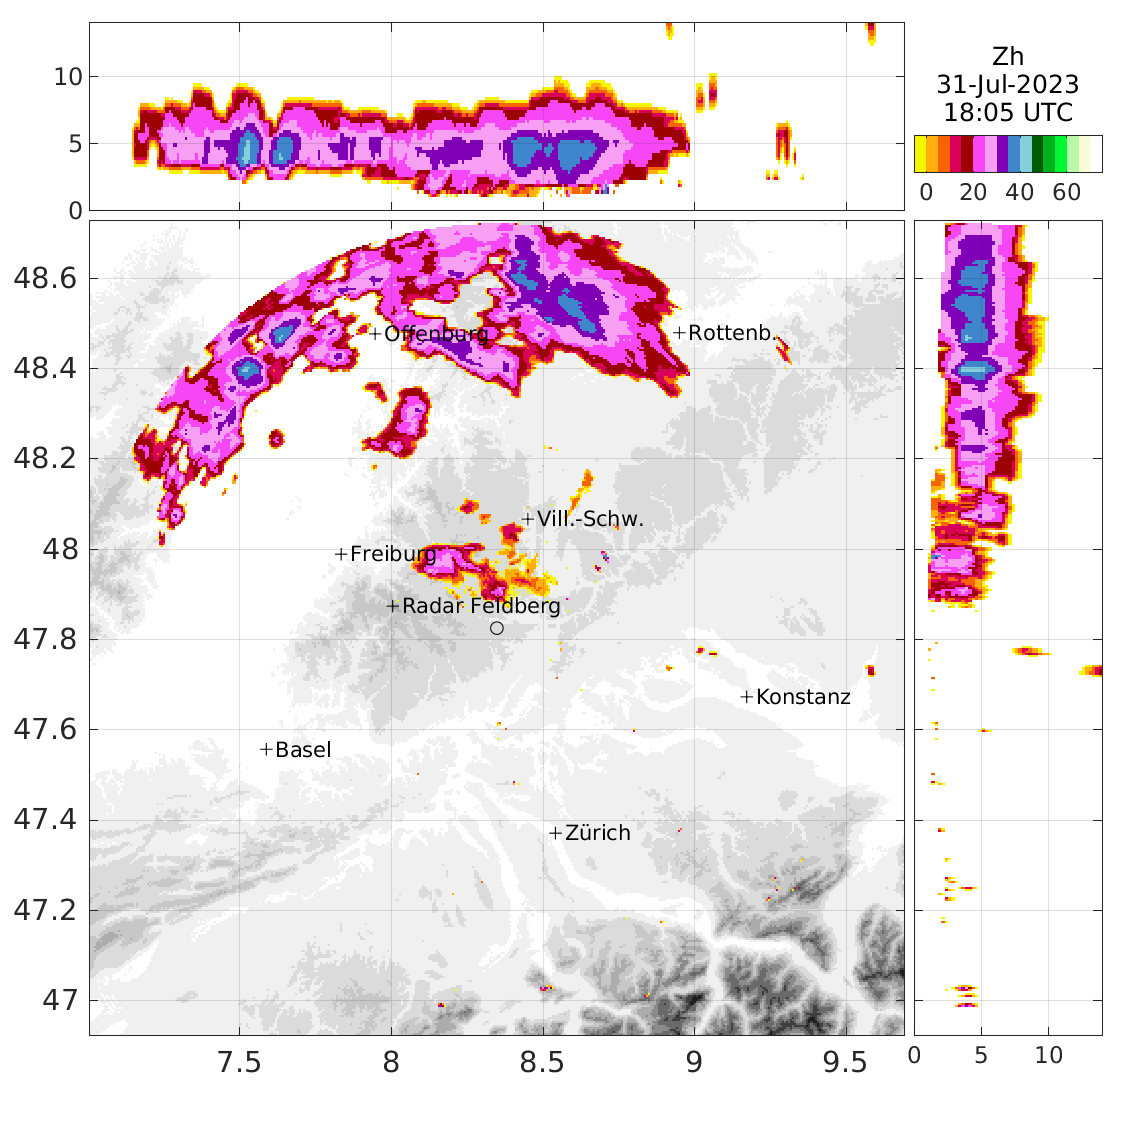 Zh
31-Jul-2023
18:05 UTC
0 20 40 60
10
5
0
48.6
48.4
48.2
48
47.8
47.6
47.4
47.2
47
Offenburg
Rottenb.
Vill.-Schw.
Freiburg
Radar Feldberg
Konstanz
Basel
Zürich
7.5 8 8.5 9 9.5
0 5 10